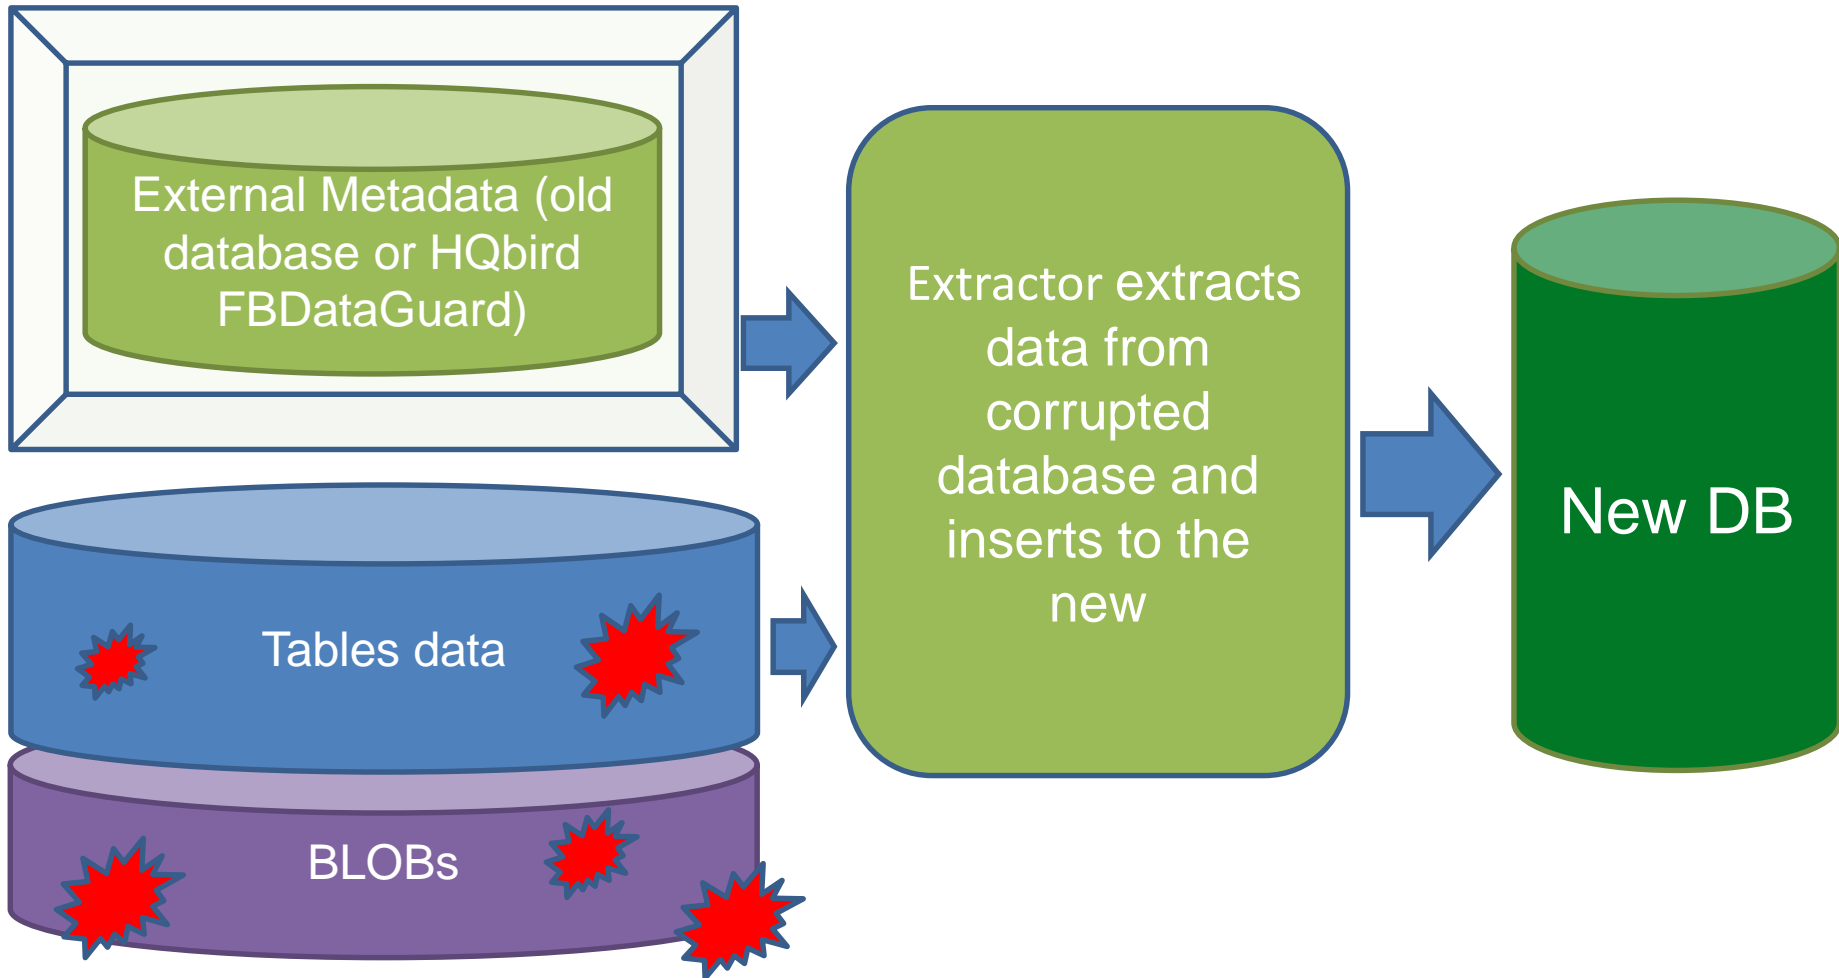 External Metadata (old
database or HQbird
FBDataGuard)
Extractor extracts
data from
corrupted
database and
inserts to the
new
New DB
Tables data
BLOBs